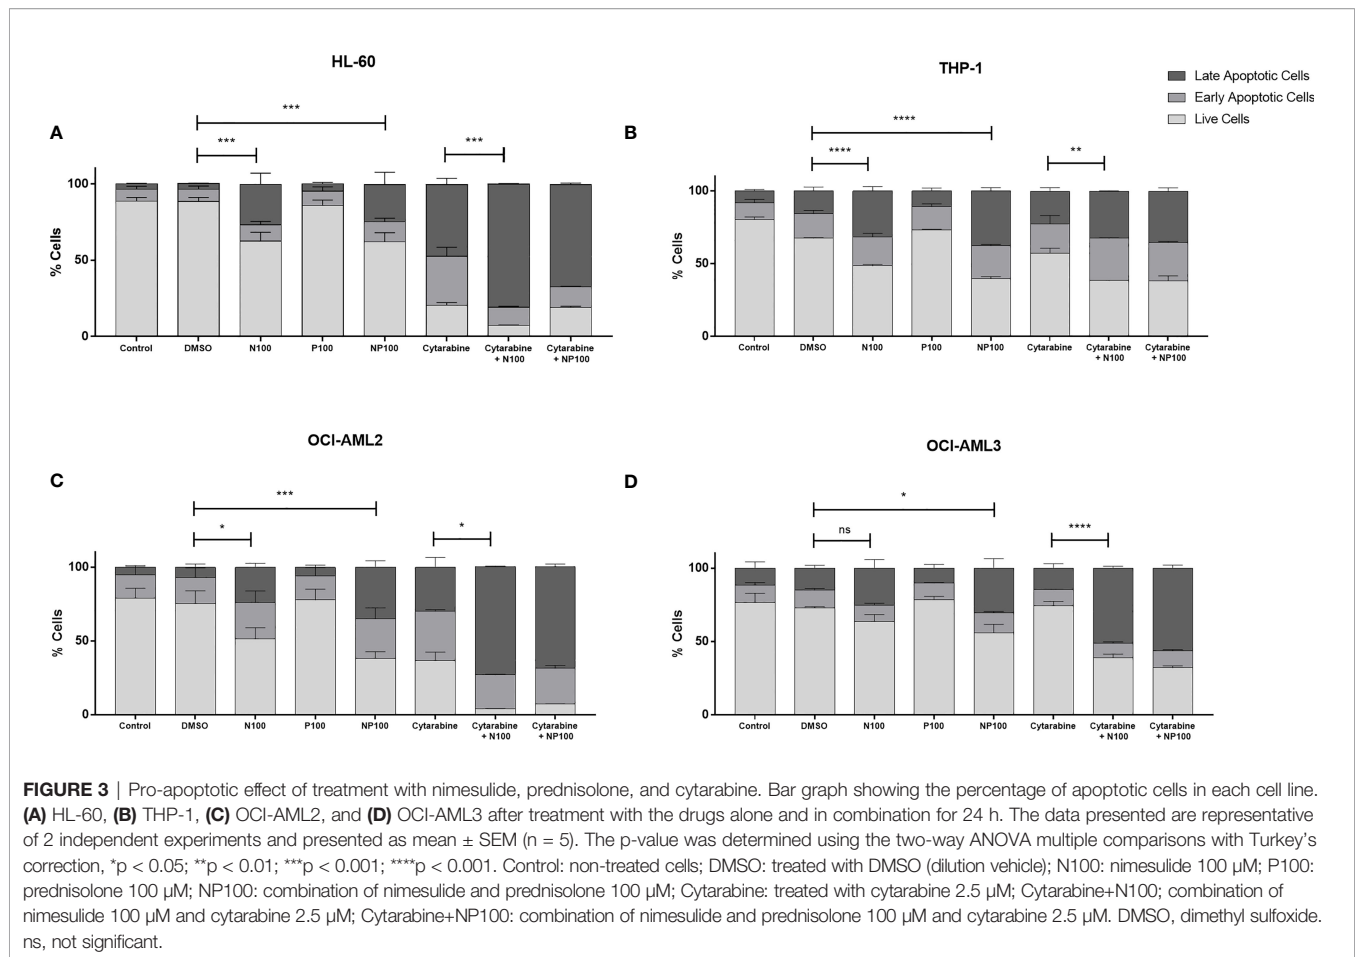 HL-60
A
***
***
***
100
50
0
% Cells
Control DMSO N100 P100 NP100 Cytarabine Cytarabine + N100 Cytarabine + NP100
THP-1
Late Apoptotic Cells
Early Apoptotic Cells
Live Cells
B
****
****
**
100
50
0
% Cells
Control DMSO N100 P100 NP100 Cytarabine Cytarabine + N100 Cytarabine + NP100
OCI-AML2
C
***
*
*
100
50
0
% Cells
Control DMSO N100 P100 NP100 Cytarabine Cytarabine + N100 Cytarabine + NP100
OCI-AML3
D
*
ns
****
100
50
0
% Cells
Control DMSO N100 P100 NP100 Cytarabine Cytarabine + N100 Cytarabine + NP100
FIGURE 3 | Pro-apoptotic effect of treatment with nimesulide, prednisolone, and cytarabine. Bar graph showing the percentage of apoptotic cells in each cell line.
(A) HL-60, (B) THP-1, (C) OCI-AML2, and (D) OCI-AML3 after treatment with the drugs alone and in combination for 24 h. The data presented are representative
of 2 independent experiments and presented as mean ± SEM (n = 5). The p-value was determined using the two-way ANOVA multiple comparisons with Turkey's
correction, *p < 0.05; **p < 0.01; ***p < 0.001; ****p < 0.001. Control: non-treated cells; DMSO: treated with DMSO (dilution vehicle); N100: nimesulide 100 µM; P100:
prednisolone 100 µM; NP100: combination of nimesulide and prednisolone 100 µM; Cytarabine: treated with cytarabine 2.5 µM; Cytarabine+N100; combination of
nimesulide 100 µM and cytarabine 2.5 µM; Cytarabine+NP100: combination of nimesulide and prednisolone 100 µM and cytarabine 2.5 µM. DMSO, dimethyl sulfoxide.
ns, not significant.